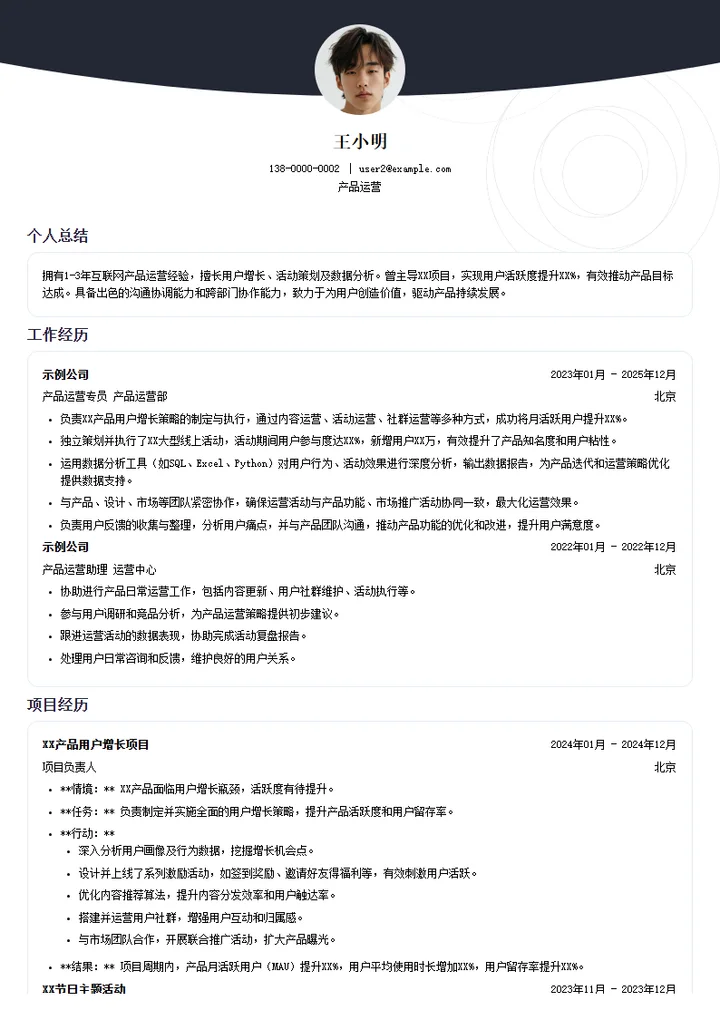 王小明
138-0000-0002 | user2@example.com
产品运营
个人总结
拥有1-3年互联网产品运营经验，擅长用户增长、活动策划及数据分析。曾主导XX项目，实现用户活跃度提升XX%，有效推动产品目标
达成。具备出色的沟通协调能力和跨部门协作能力，致力于为用户创造价值，驱动产品持续发展。
工作经历
示例公司 2023年01月 - 2025年12月
产品运营专员 产品运营部 北京
• 负责XX产品用户增长策略的制定与执行，通过内容运营、活动运营、社群运营等多种方式，成功将月活跃用户提升XX%。
• 独立策划并执行了XX大型线上活动，活动期间用户参与度达XX%，新增用户XX万，有效提升了产品知名度和用户粘性。
• 运用数据分析工具（如SQL、Excel、Python）对用户行为、活动效果进行深度分析，输出数据报告，为产品迭代和运营策略优化
提供数据支持。
• 与产品、设计、市场等团队紧密协作，确保运营活动与产品功能、市场推广活动协同一致，最大化运营效果。
• 负责用户反馈的收集与整理，分析用户痛点，并与产品团队沟通，推动产品功能的优化和改进，提升用户满意度。
示例公司 2022年01月 - 2022年12月
产品运营助理 运营中心 北京
• 协助进行产品日常运营工作，包括内容更新、用户社群维护、活动执行等。
• 参与用户调研和竞品分析，为产品运营策略提供初步建议。
• 跟进运营活动的数据表现，协助完成活动复盘报告。
• 处理用户日常咨询和反馈，维护良好的用户关系。
项目经历
XX产品用户增长项目 2024年01月 - 2024年12月
项目负责人 北京
• **情境：** XX产品面临用户增长瓶颈，活跃度有待提升。
• **任务：** 负责制定并实施全面的用户增长策略，提升产品活跃度和用户留存率。
• **行动：**
• 深入分析用户画像及行为数据，挖掘增长机会点。
• 设计并上线了系列激励活动，如签到奖励、邀请好友得福利等，有效刺激用户活跃。
• 优化内容推荐算法，提升内容分发效率和用户触达率。
• 搭建并运营用户社群，增强用户互动和归属感。
• 与市场团队合作，开展联合推广活动，扩大产品曝光。
• **结果：** 项目周期内，产品月活跃用户（MAU）提升XX%，用户平均使用时长增加XX%，用户留存率提升XX%。
XX节日主题活动 2023年11月 - 2023年12月